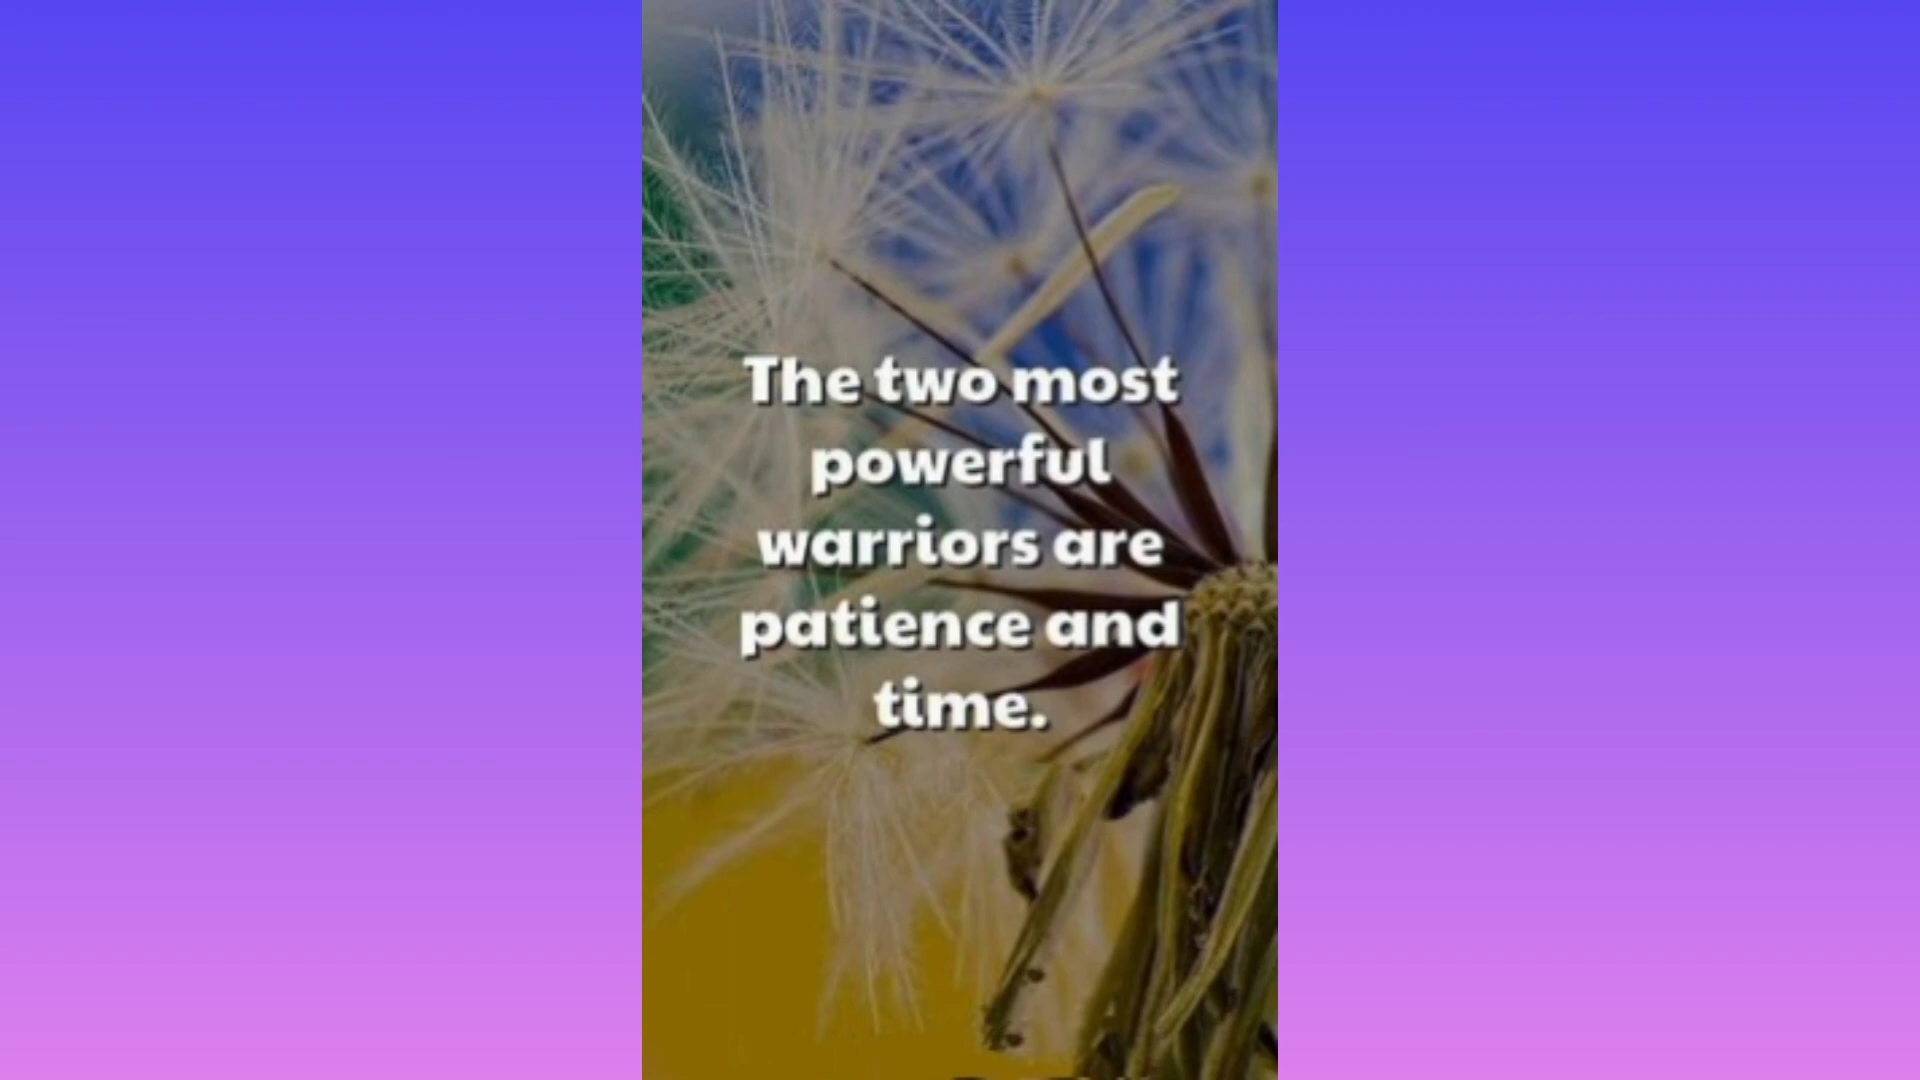 The two most
powerful
warriors are
patience and
time.